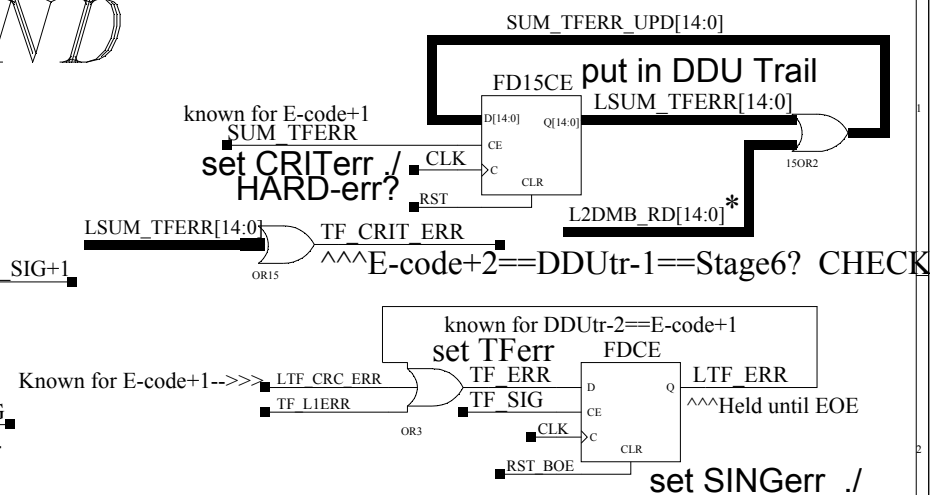 SUM_TFERR_UPD[14:0]
ND
put in DDU Trail
FD15CE
LSUM_TFERR[14:0]
known for E-code+1
SUM_TFERR
D[14:0]
Q[14:0]
CE
15OR2
set CRITerr ./
HARD-err?
CLK
C
CLR
RST
L2DMB_RD[14:0]*
LSUM_TFERR[14:0]
TF_CRIT_ERR
OR15
^^^E-code+2==DDUtr-1==Stage6? CHECK
_SIG+1
known for DDUtr-2==E-code+1
set TFerr
FDCE
Known for E-code+1-->>>
LTF_CRC_ERR
TF_ERR
D
Q
LTF_ERR
TF_L1ERR
TF_SIG
CE
^^^Held until EOE
OR3
CLK
C
CLR
RST_BOE
set SINGerr ./
1
2